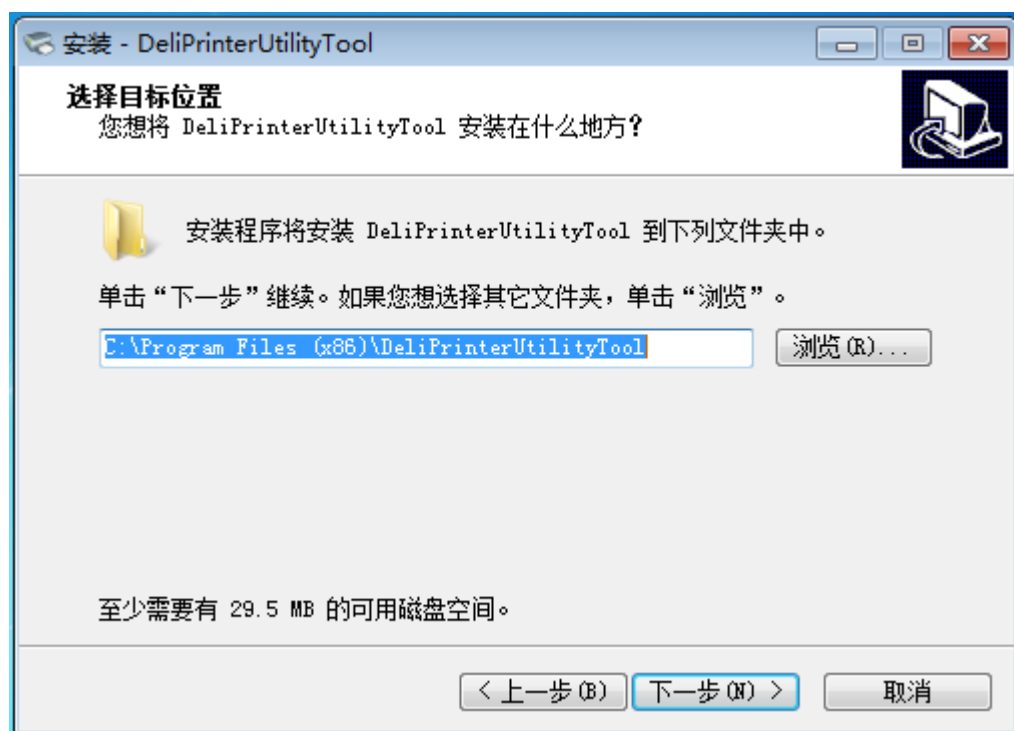 安装 - DeliPrinterUtilityTool
选择目标位置
您想将 DeliPrinterUtilityTool 安装在什么地方?
安装程序将安装 DeliPrinterUtilityTool 到下列文件夹中。
单击“下一步”继续。如果您想选择其它文件夹，单击“浏览”。
C:\Program Files (x86)\DeliPrinterUtilityTool
浏览(R)...
至少需要有 29.5 MB 的可用磁盘空间。
< 上一步(B) 下一步(N) > 取消